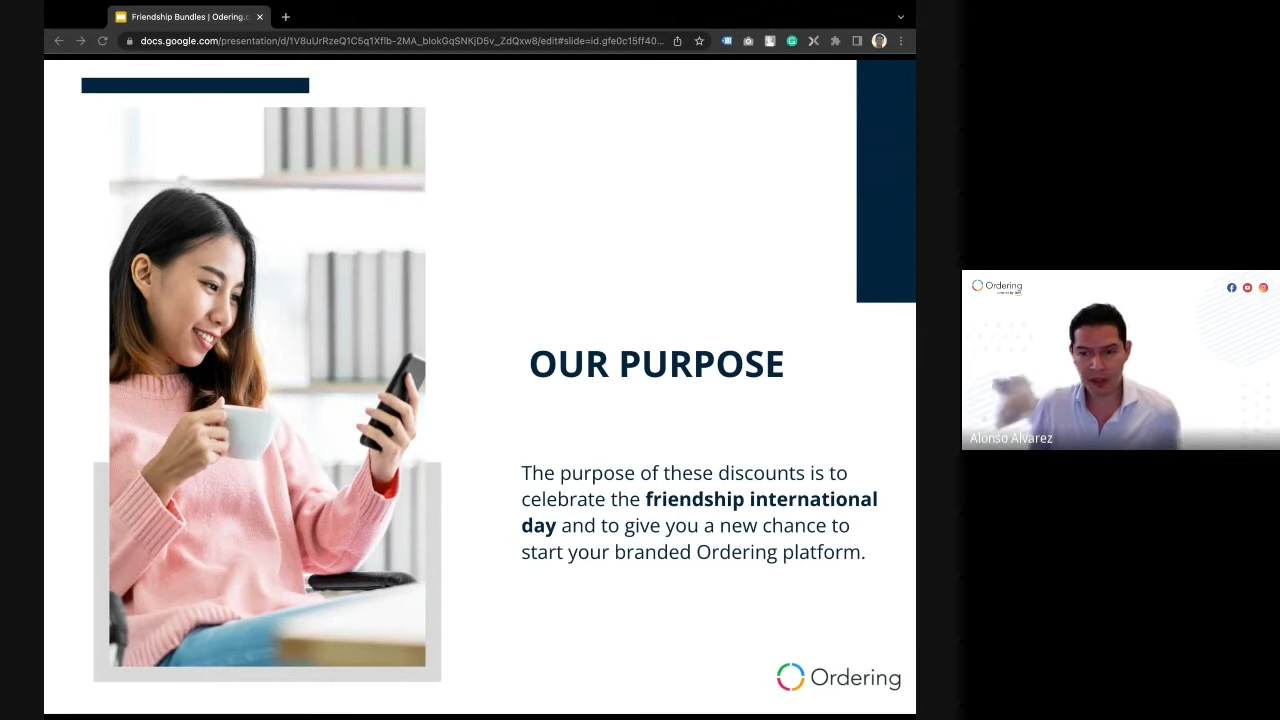 Friendship Bundles | Odering.c
docs.google.com/presentation/d/1V8uUrRzeQ1C5q1Xflb-2MA_blokGqSNKjD5v_ZdQxw8/edit#slide=id.gfe0c15ff40...
OUR PURPOSE
The purpose of these discounts is to
celebrate the friendship international
day and to give you a new chance to
start your branded Ordering platform.
Ordering
Ordering
Alonso Alvarez